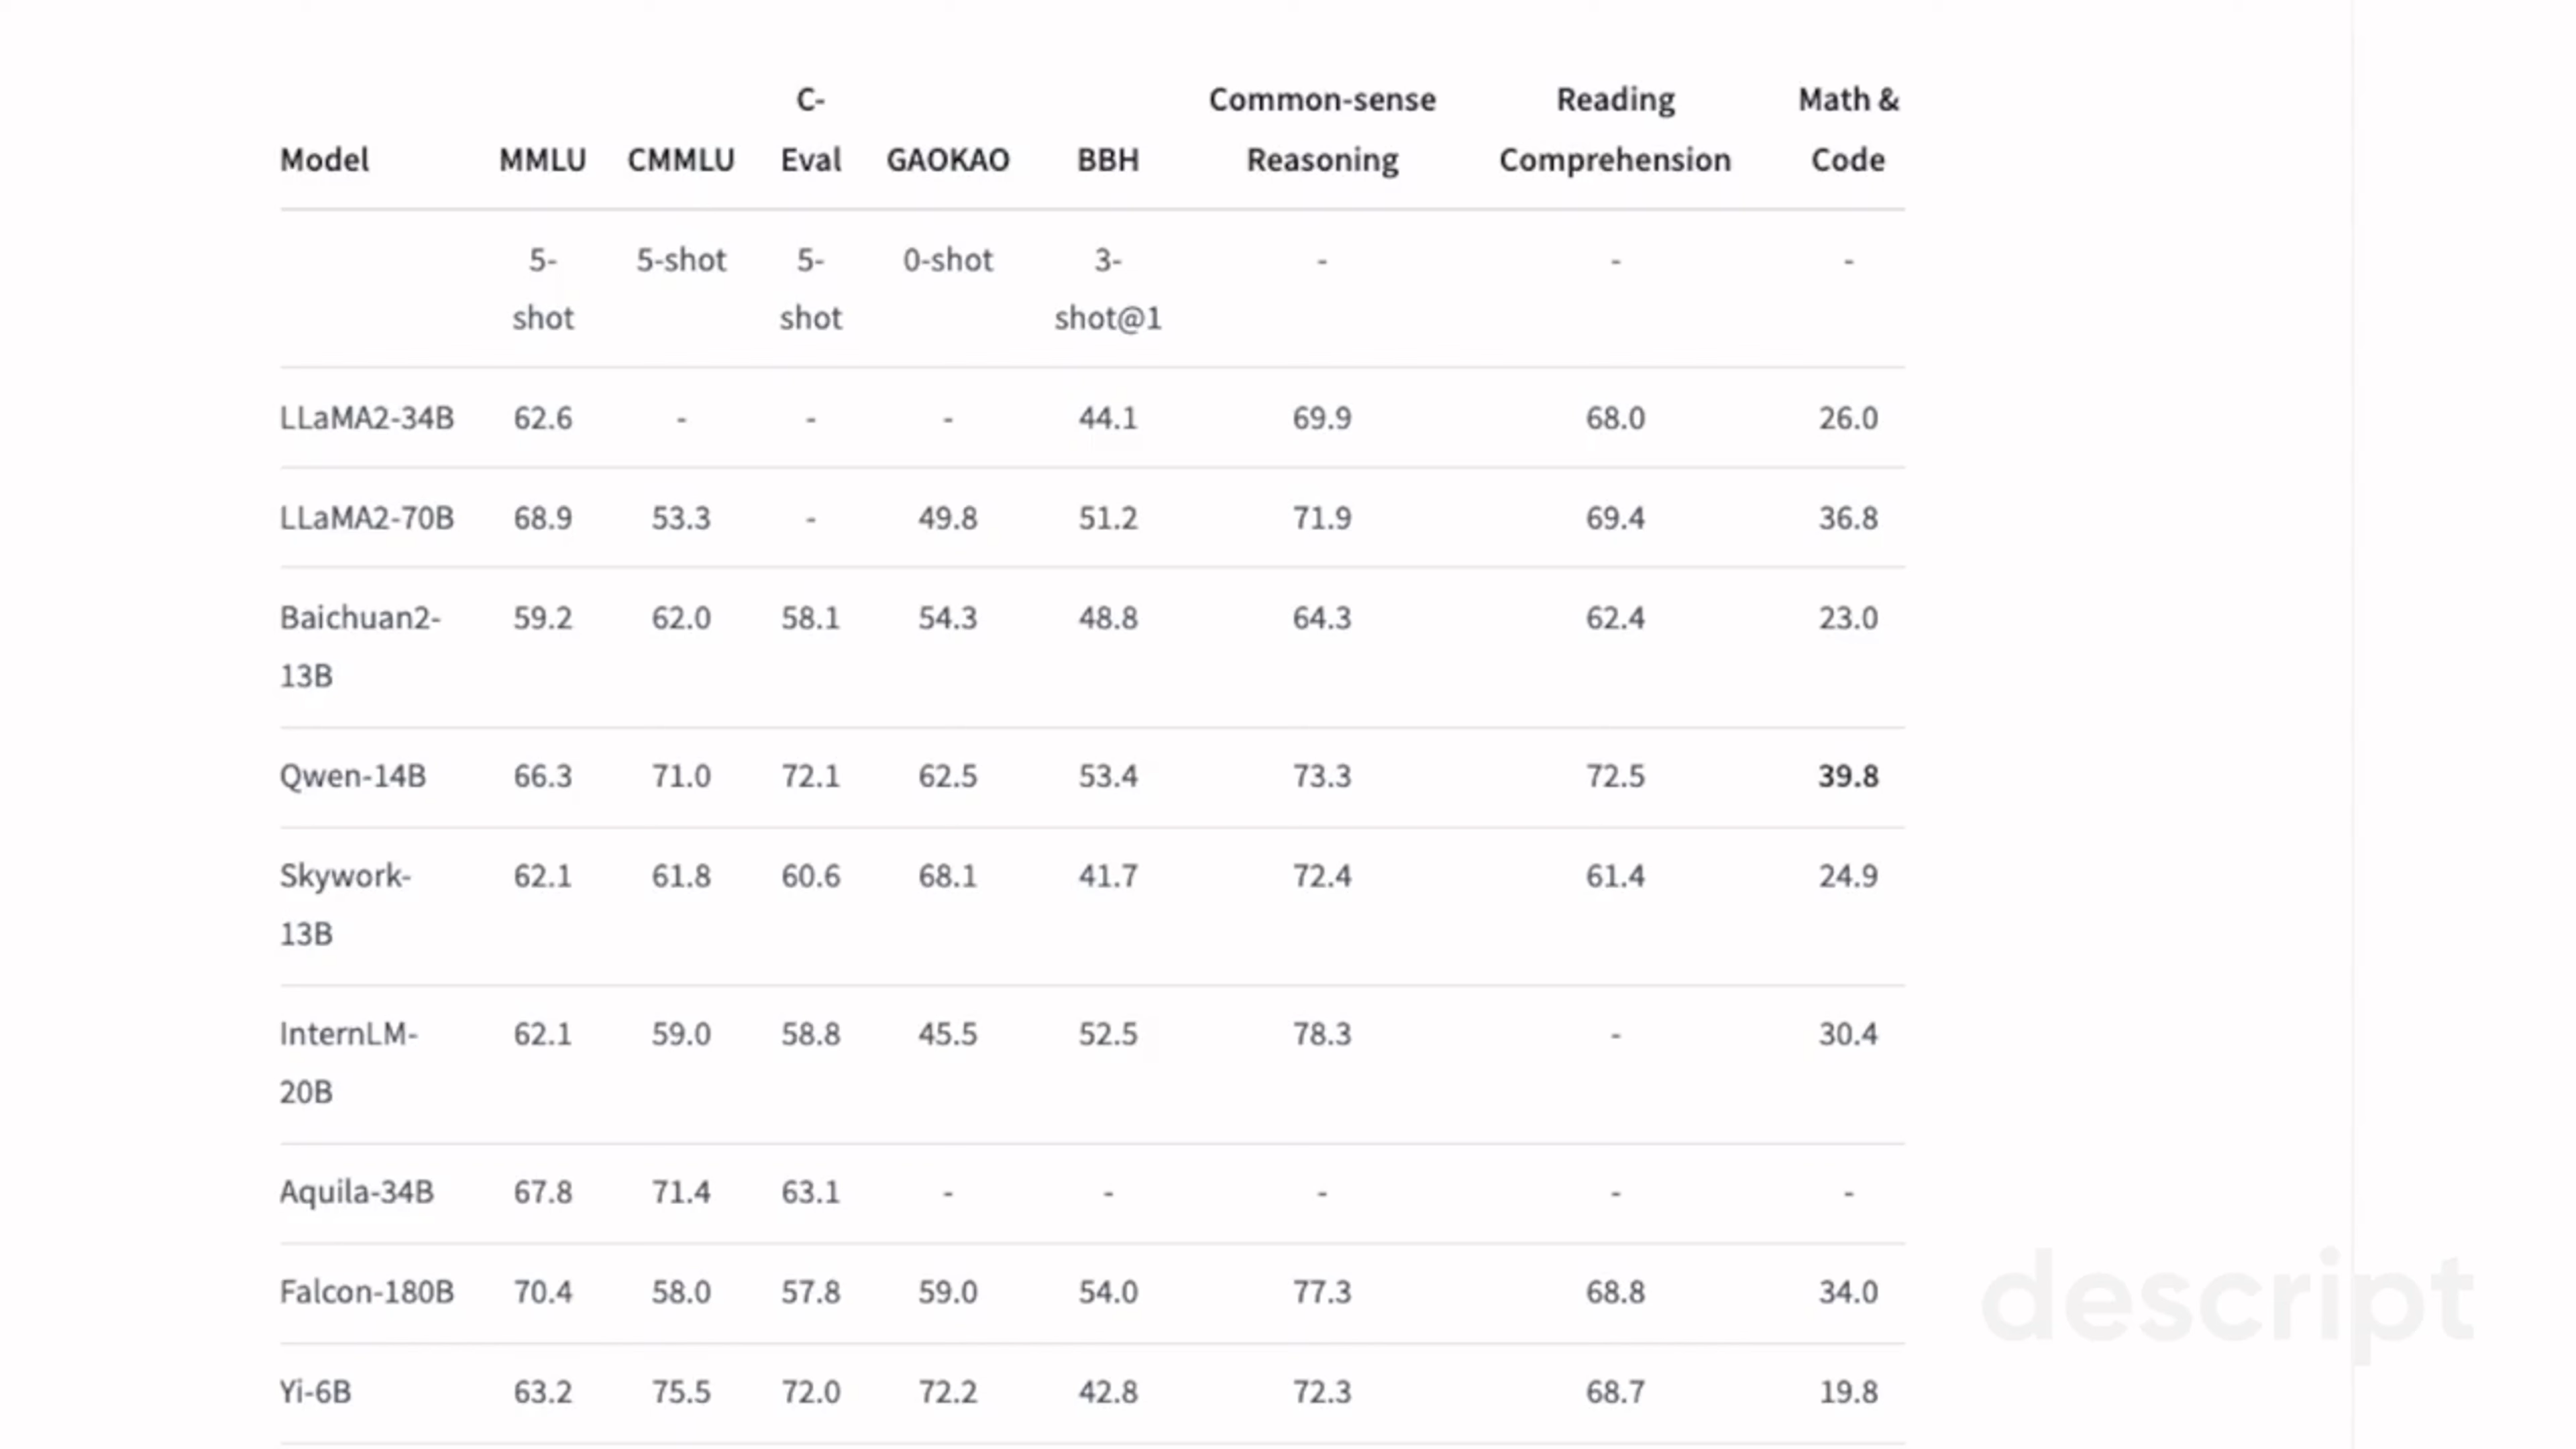 C- Common-sense Reading Math &
Model MMLU CMMLU Eval GAOKAO BBH Reasoning Comprehension Code
5- 5-shot 5- 0-shot 3- - - -
shot shot shot@1
LLaMA2-34B 62.6 - - - 44.1 69.9 68.0 26.0
LLaMA2-70B 68.9 53.3 - 49.8 51.2 71.9 69.4 36.8
Baichuan2- 59.2 62.0 58.1 54.3 48.8 64.3 62.4 23.0
13B
Qwen-14B 66.3 71.0 72.1 62.5 53.4 73.3 72.5 39.8
Skywork- 62.1 61.8 60.6 68.1 41.7 72.4 61.4 24.9
13B
InternLM- 62.1 59.0 58.8 45.5 52.5 78.3 - 30.4
20B
Aquila-34B 67.8 71.4 63.1 - - - - -
Falcon-180B 70.4 58.0 57.8 59.0 54.0 77.3 68.8 34.0
Yi-6B 63.2 75.5 72.0 72.2 42.8 72.3 68.7 19.8
descript